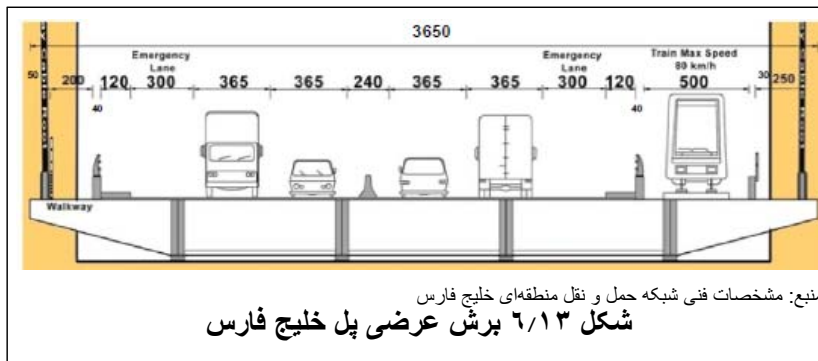 3650
Emergency Lane
Emergency Lane
Train Max Speed
80 km/h
50 200 120 300 365 365 240 365 365 300 120 500 30 250
40 40
Walkway
منبع: مشخصات فنی شبکه حمل و نقل منطقه‌ای خلیج فارس
شکل ۶٫۱۳ برش عرضی پل خلیج فارس